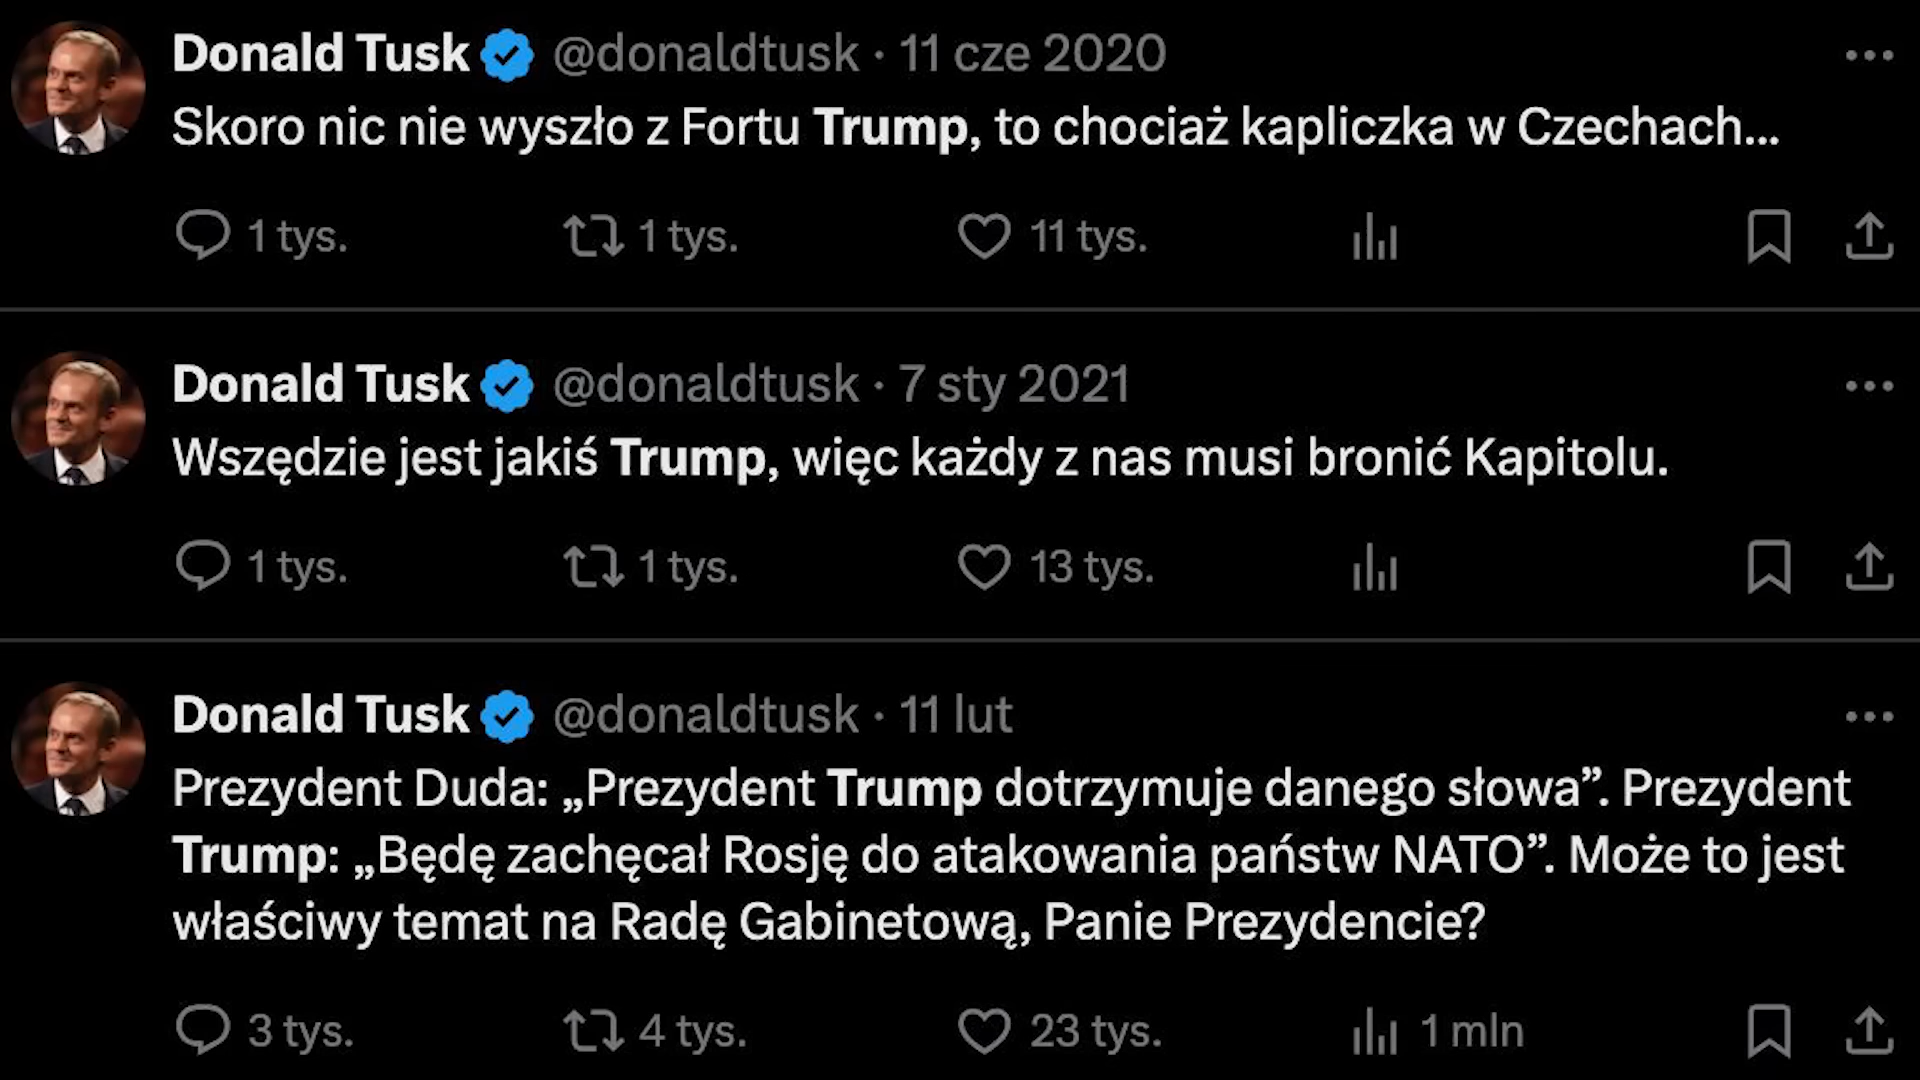 Donald Tusk @donaldtusk · 11 cze 2020
Skoro nic nie wyszło z Fortu Trump, to chociaż kapliczka w Czechach...
1 tys. 1 tys. 11 tys.
Donald Tusk @donaldtusk · 7 sty 2021
Wszędzie jest jakiś Trump, więc każdy z nas musi bronić Kapitolu.
1 tys. 1 tys. 13 tys.
Donald Tusk @donaldtusk · 11 lut
Prezydent Duda: „Prezydent Trump dotrzymuje danego słowa”. Prezydent
Trump: „Będę zachęcał Rosję do atakowania państw NATO”. Może to jest
właściwy temat na Radę Gabinetową, Panie Prezydencie?
3 tys. 4 tys. 23 tys. 1 mln